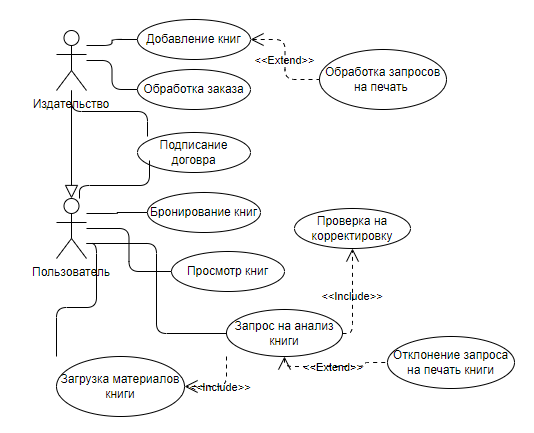 Добавление книг
<<Extend>>
Обработка запросов
на печать
Обработка заказа
Издательство
Подписание
договра
Бронирование книг
Проверка на
корректировку
Пользователь
Просмотр книг
<<Include>>
Запрос на анализ
книги
Отклонение запроса
на печать книги
<<Extend>>
Загрузка материалов
книги
<<Include>>